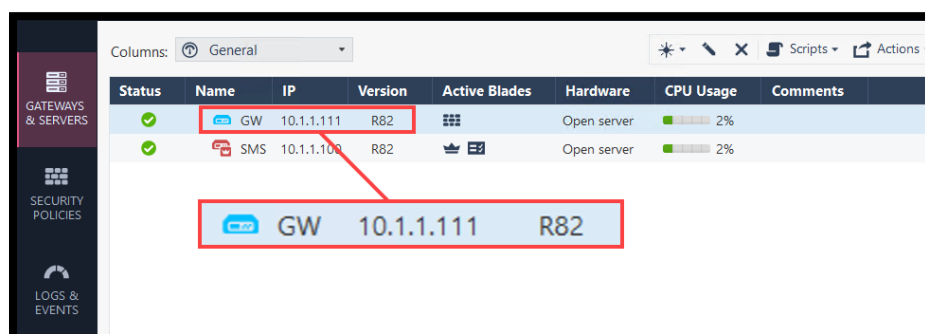 Columns: General Scripts Actions
Status Name IP Version Active Blades Hardware CPU Usage Comments
GATEWAYS
& SERVERS
GW 10.1.1.111 R82 Open server 2%
SMS 10.1.1.100 R82 Open server 2%
SECURITY
POLICIES
GW 10.1.1.111 R82
LOGS &
EVENTS